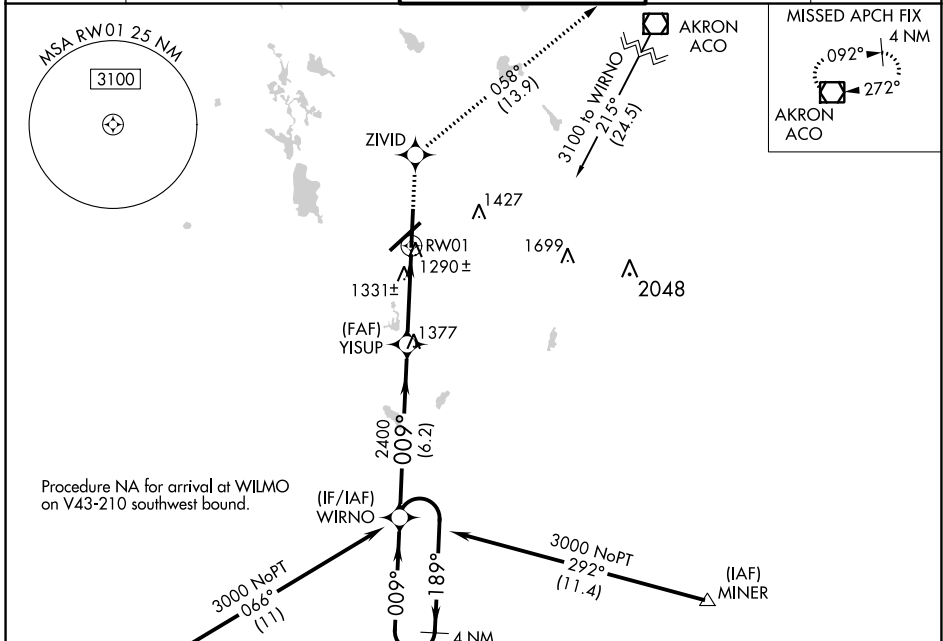 MSA RW01 25 NM
3100
058°
(13.9)
AKRON
ACO
3100 to WIRNO
215°
(24.5)
MISSED APCH FIX
4 NM
092°
272°
AKRON
ACO
ZIVID
1427
RW01
1290±
1699
1331±
2048
(FAF)
YISUP
1377
2400
009°
(6.2)
Procedure NA for arrival at WILMO
on V43-210 southwest bound.
(IF/IAF)
WIRNO
3000 NoPT
066°
(11)
009°
189°
3000 NoPT
292°
(11.4)
(IAF)
MINER
4 NM